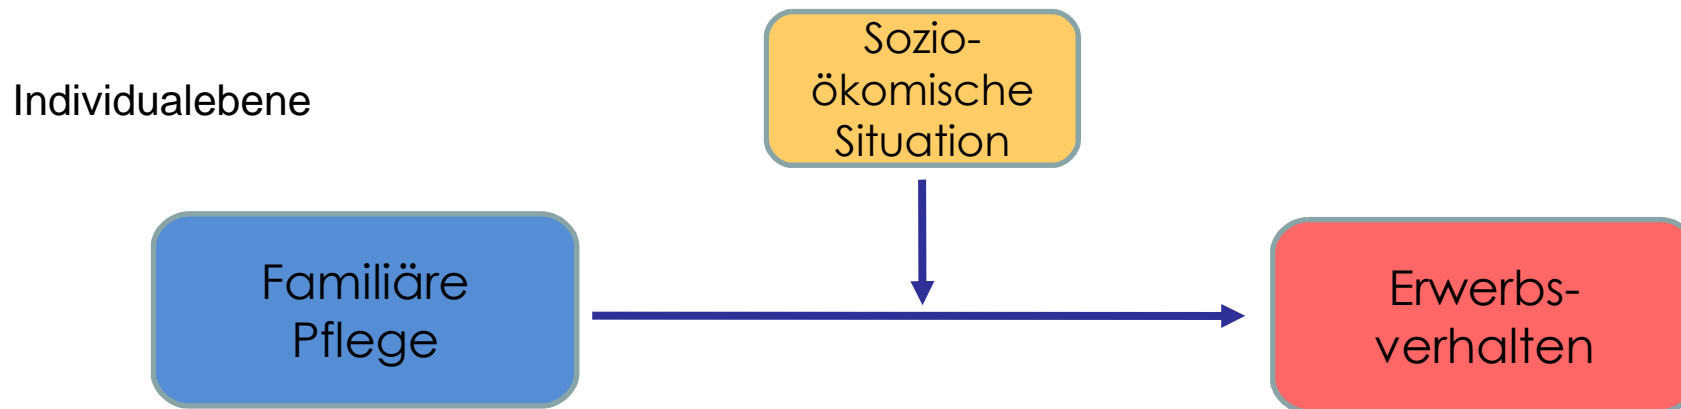 Sozio-
ökomische
Situation
Individualebene
Familiäre
Pflege
Erwerbs-
verhalten